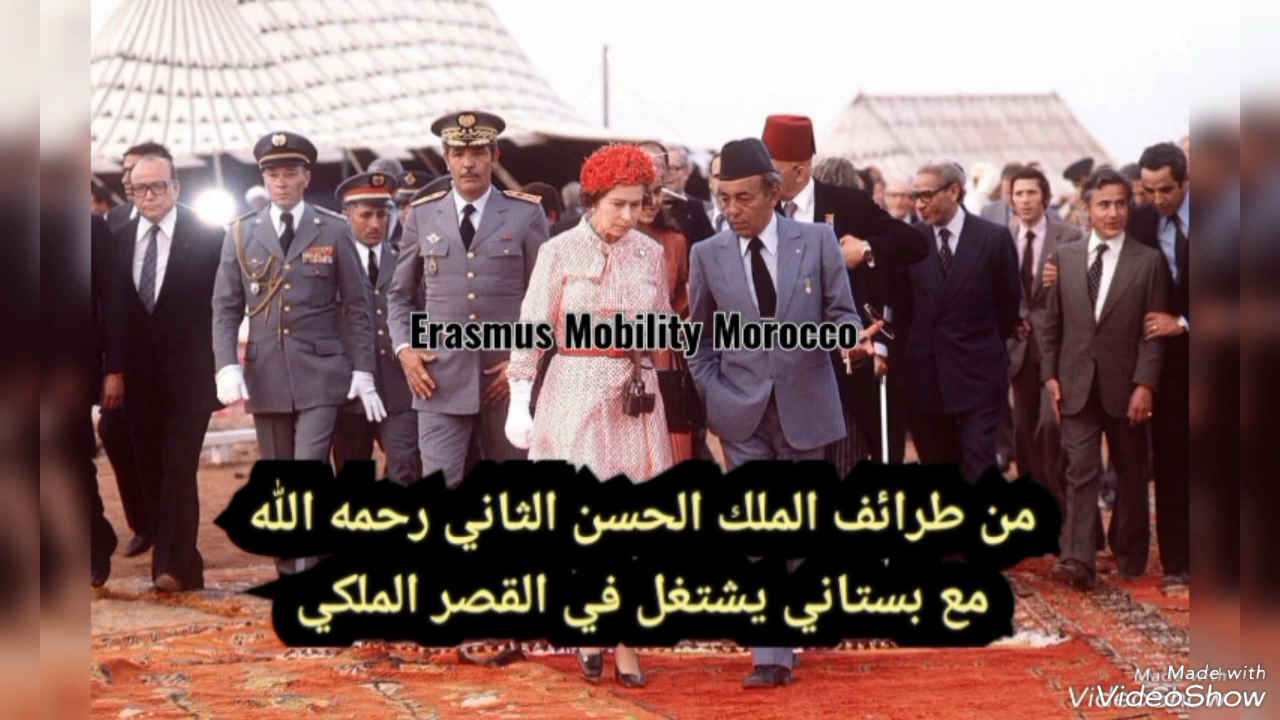 Erasmus Mobility Morocco
من طرائف الملك الحسن الثاني رحمه الله
مع بستاني يشتغل في القصر الملكي
Made with
VideoShow